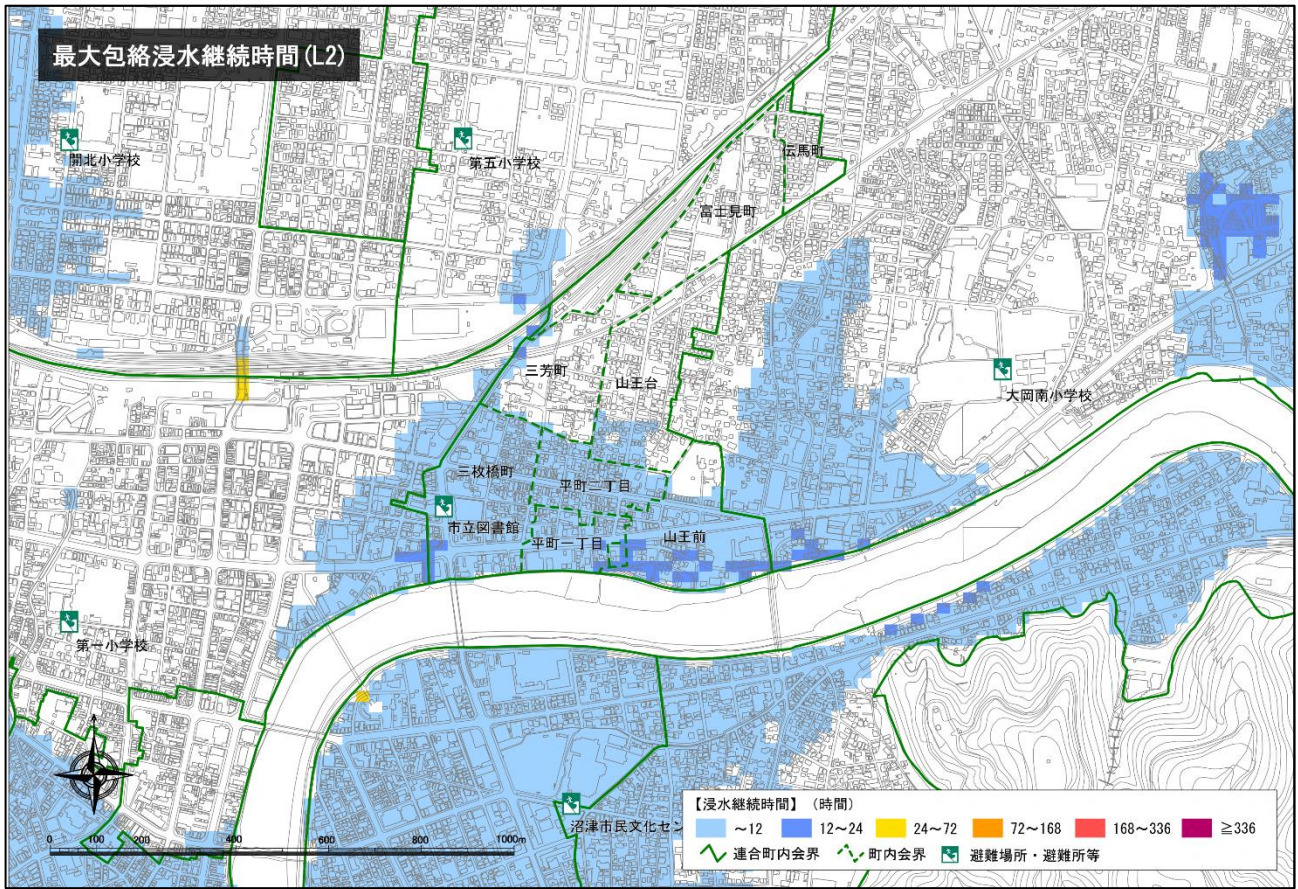 最大包絡浸水継続時間(L2)
開北小学校
第五小学校
伝馬町
富士見町
三芳町
山王台
大岡南小学校
三枚橋町
平町二丁目
市立図書館
平町一丁目
山王前
第一小学校
沼津市民文化セン
0 100 200 400 600 800 1000m
【浸水継続時間】 (時間)
～12 12～24 24～72 72～168 168～336 ≧336
連合町内会界 町内会界 避難場所・避難所等